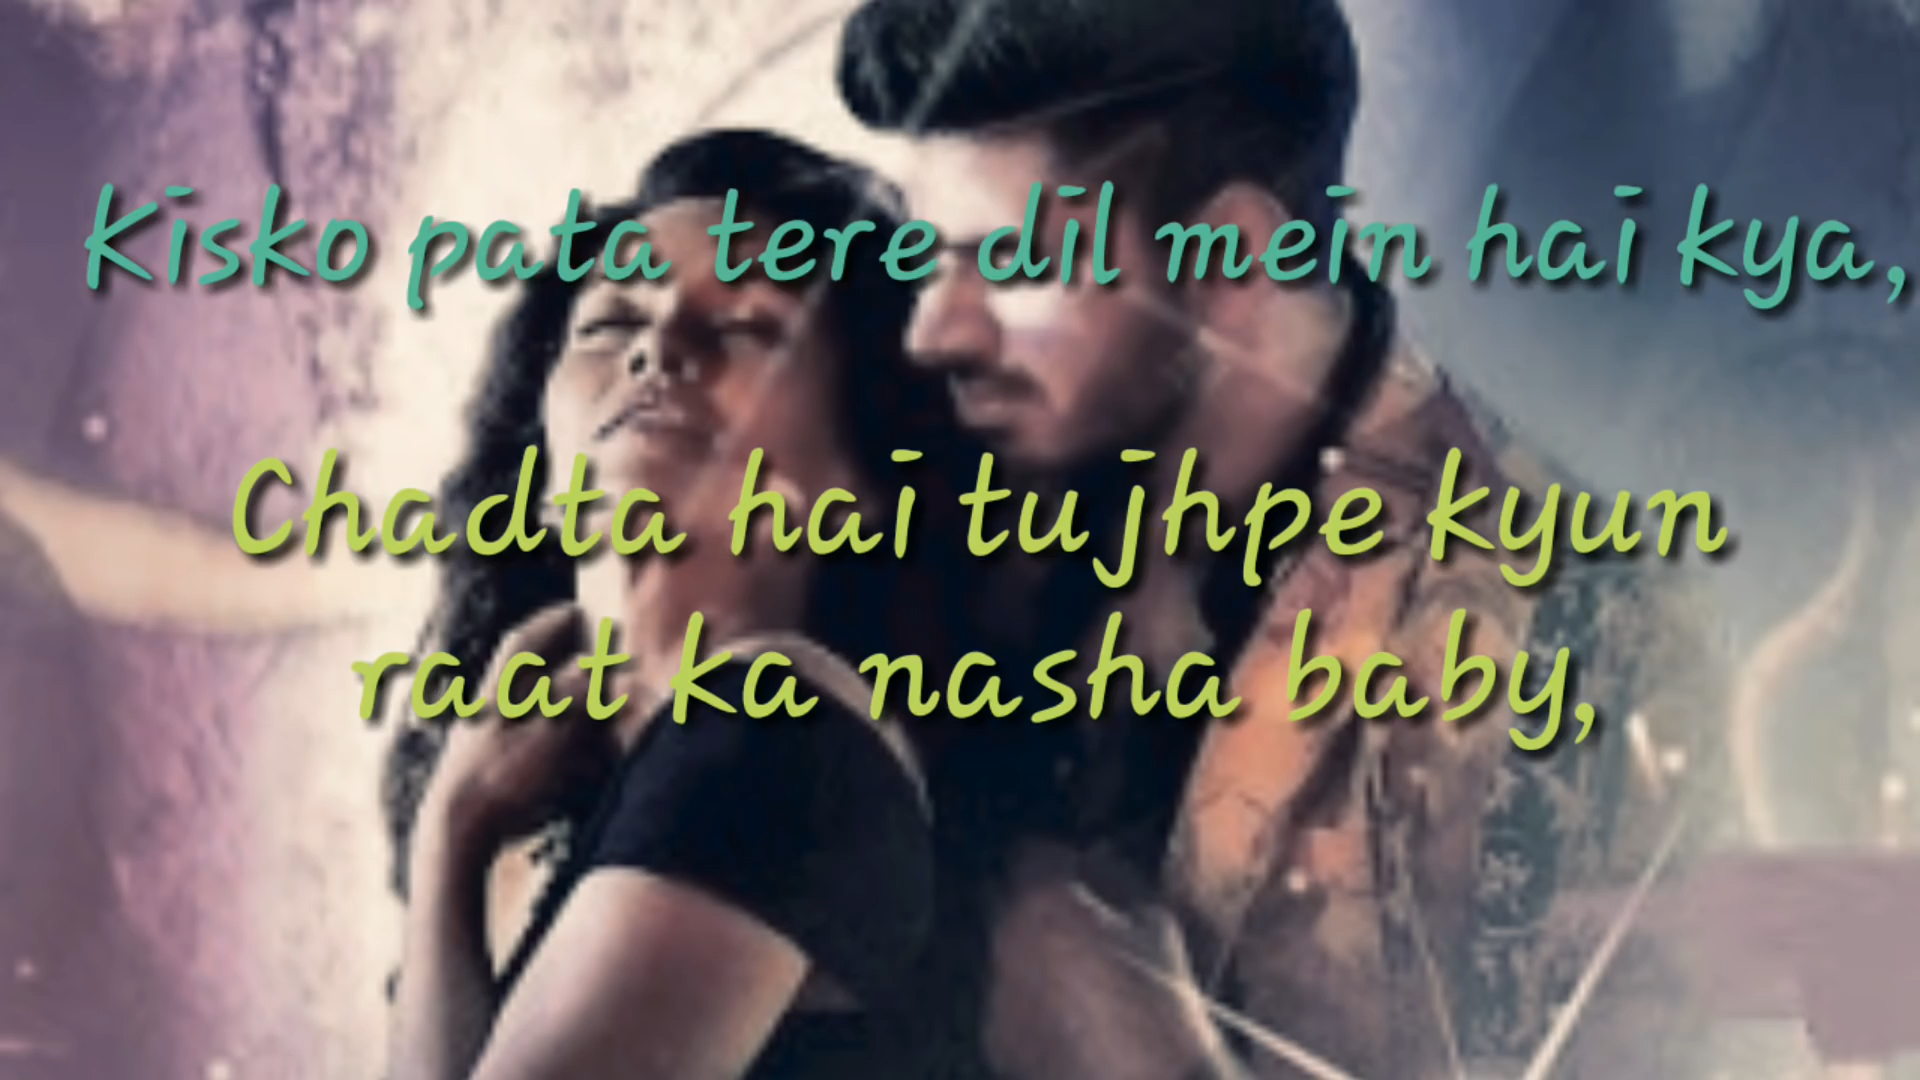 Kisko pata tere dil mein hai kya,
Chadta hai tujhpe kyun
raat ka nasha baby,